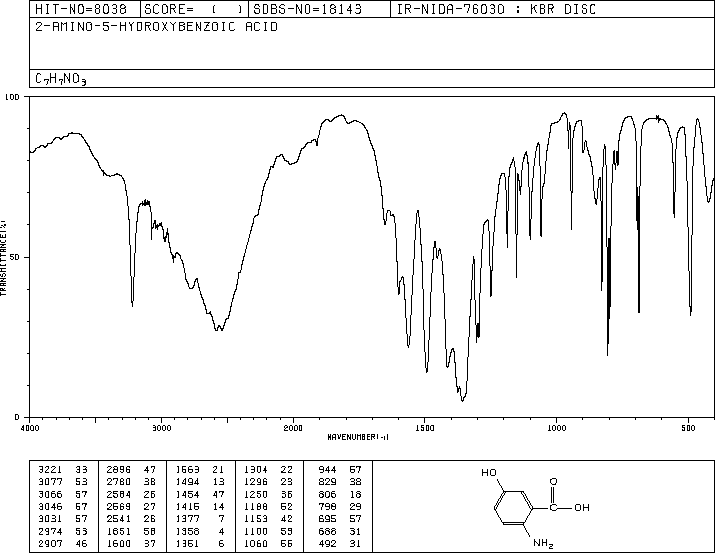 HIT-NO=8038 SCORE= ( ) SDBS-NO=18143 IR-NIDA-76030 : KBR DISC
2-AMINO-5-HYDROXYBENZOIC ACID
C7H7NO3
100
50
0
TRANSMITTANCE(%)
4000 3000 2000 1500 1000 500
WAVENUMBER(-1)
3221 33 2896 47 1563 21 1304 22 944 57
3077 53 2780 38 1494 13 1296 23 829 38
3066 57 2584 26 1454 47 1250 36 806 18
3046 57 2569 27 1415 14 1188 52 798 29
3031 57 2541 26 1377 7 1153 42 695 57
2974 53 1651 58 1358 4 1100 53 688 31
2907 46 1600 37 1351 6 1060 55 492 31
HO
O
OH
NH2